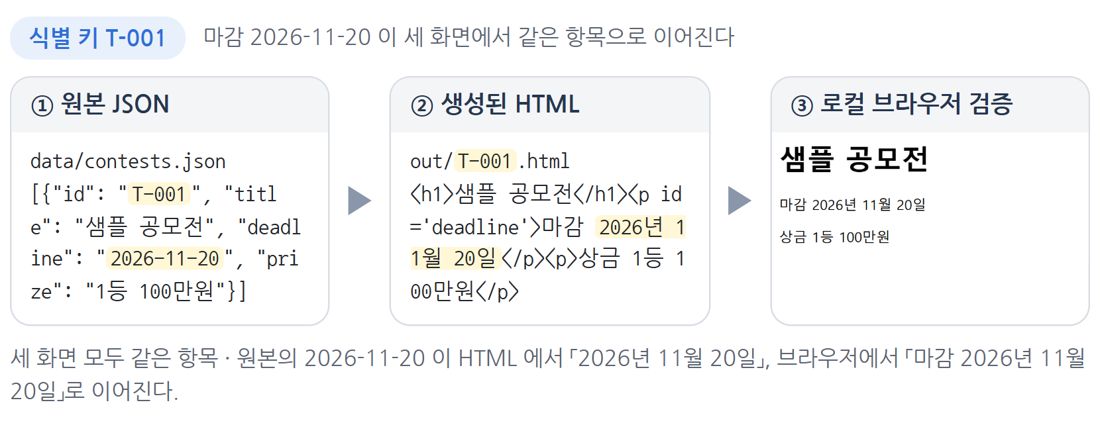 식별 키 T-001
마감 2026-11-20 이 세 화면에서 같은 항목으로 이어진다
① 원본 JSON
data/contests.json
[{"id": "T-001", "titl
e": "샘플 공모전", "deadl
ine": "2026-11-20", "pri
ze": "1등 100만원"}]
② 생성된 HTML
out/T-001.html
<h1>샘플 공모전</h1><p id
='deadline'>마감 2026년 1
1월 20일</p><p>상금 1등 1
00만원</p>
③ 로컬 브라우저 검증
샘플 공모전
마감 2026년 11월 20일
상금 1등 100만원
세 화면 모두 같은 항목 · 원본의 2026-11-20 이 HTML 에서 「2026년 11월 20일」, 브라우저에서 「마감 2026년 11월
20일」로 이어진다.